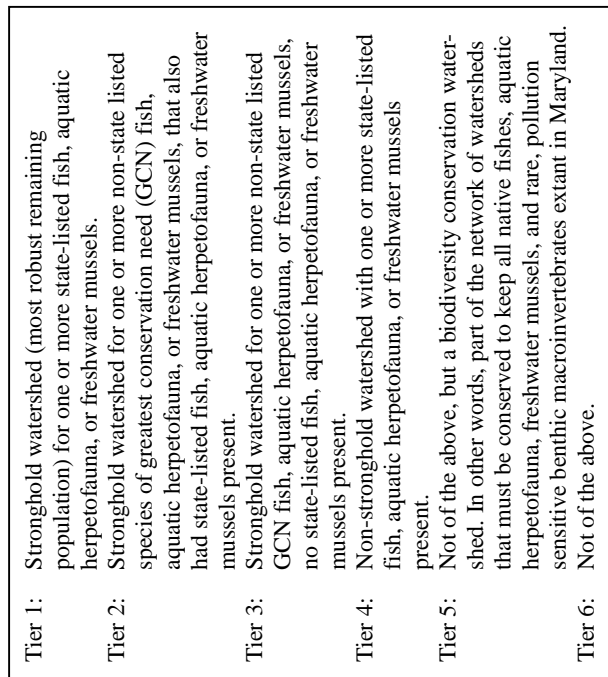 Tier 1: Stronghold watershed (most robust remaining
population) for one or more state-listed fish, aquatic
herpetofauna, or freshwater mussels.
Tier 2: Stronghold watershed for one or more non-state listed
species of greatest conservation need (GCN) fish,
aquatic herpetofauna, or freshwater mussels, that also
had state-listed fish, aquatic herpetofauna, or freshwater
mussels present.
Tier 3: Stronghold watershed for one or more non-state listed
GCN fish, aquatic herpetofauna, or freshwater mussels,
no state-listed fish, aquatic herpetofauna, or freshwater
mussels present.
Tier 4: Non-stronghold watershed with one or more state-listed
fish, aquatic herpetofauna, or freshwater mussels
present.
Tier 5: Not of the above, but a biodiversity conservation water-
shed. In other words, part of the network of watersheds
that must be conserved to keep all native fishes, aquatic
herpetofauna, freshwater mussels, and rare, pollution
sensitive benthic macroinvertebrates extant in Maryland.
Tier 6: Not of the above.